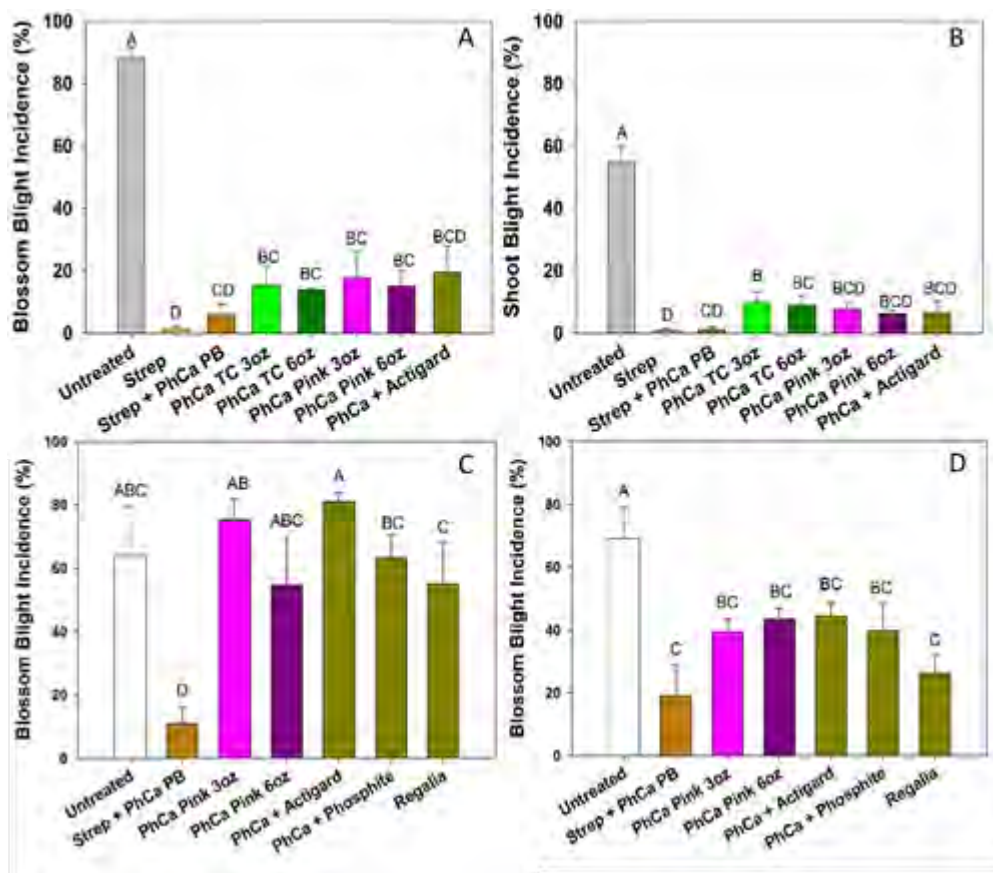 Blossom Blight Incidence (%)
100
80
60
40
20
0
A
A
D
CD
BC
BC
BC
BC
BCD
Untreated
Strep
Strep + PhCa PB
PhCa TC 3oz
PhCa TC 6oz
PhCa Pink 3oz
PhCa Pink 6oz
PhCa + Actigard
Shoot Blight Incidence (%)
100
80
60
40
20
0
B
A
D
CD
B
BC
BCD
BCD
BCD
Untreated
Strep
Strep + PhCa PB
PhCa TC 3oz
PhCa TC 6oz
PhCa Pink 3oz
PhCa Pink 6oz
PhCa + Actigard
Blossom Blight Incidence (%)
100
80
60
40
20
0
C
ABC
D
AB
ABC
A
BC
C
Untreated
Strep + PhCa PB
PhCa Pink 3oz
PhCa Pink 6oz
PhCa + Actigard
PhCa + Phosphite
Regalia
Blossom Blight Incidence (%)
100
80
60
40
20
0
D
A
C
BC
BC
BC
BC
C
Untreated
Strep + PhCa PB
PhCa Pink 3oz
PhCa Pink 6oz
PhCa + Actigard
PhCa + Phosphite
Regalia